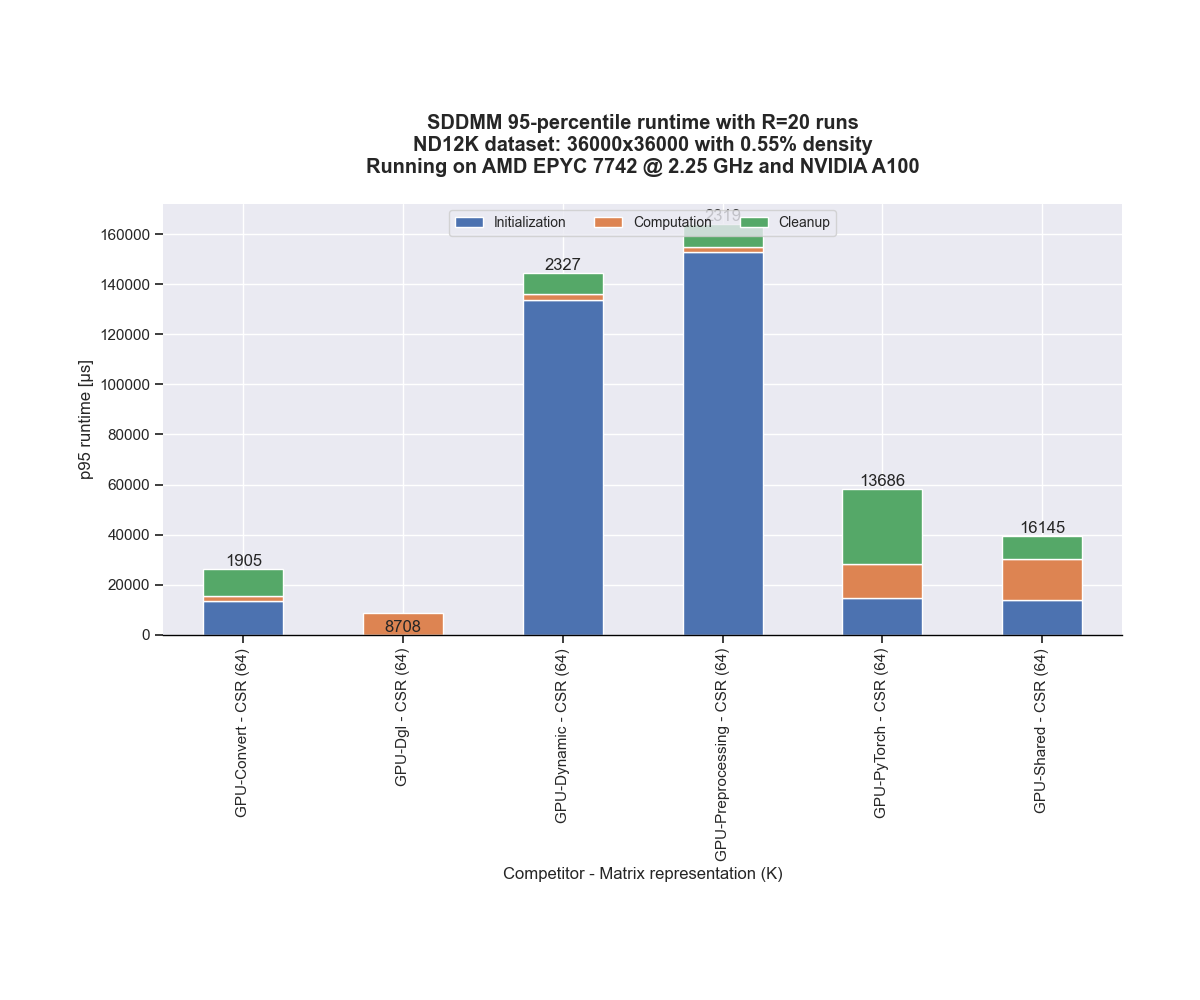 SDDMM 95-percentile runtime with R=20 runs
ND12K dataset: 36000x36000 with 0.55% density
Running on AMD EPYC 7742 @ 2.25 GHz and NVIDIA A100
2319
Initialization Computation Cleanup
160000
2327
140000
120000
100000
80000
60000
40000
20000
0
p95 runtime [µs]
1905
8708
13686
16145
GPU-Convert - CSR (64)
GPU-Dgl - CSR (64)
GPU-Dynamic - CSR (64)
GPU-Preprocessing - CSR (64)
GPU-PyTorch - CSR (64)
GPU-Shared - CSR (64)
Competitor - Matrix representation (K)